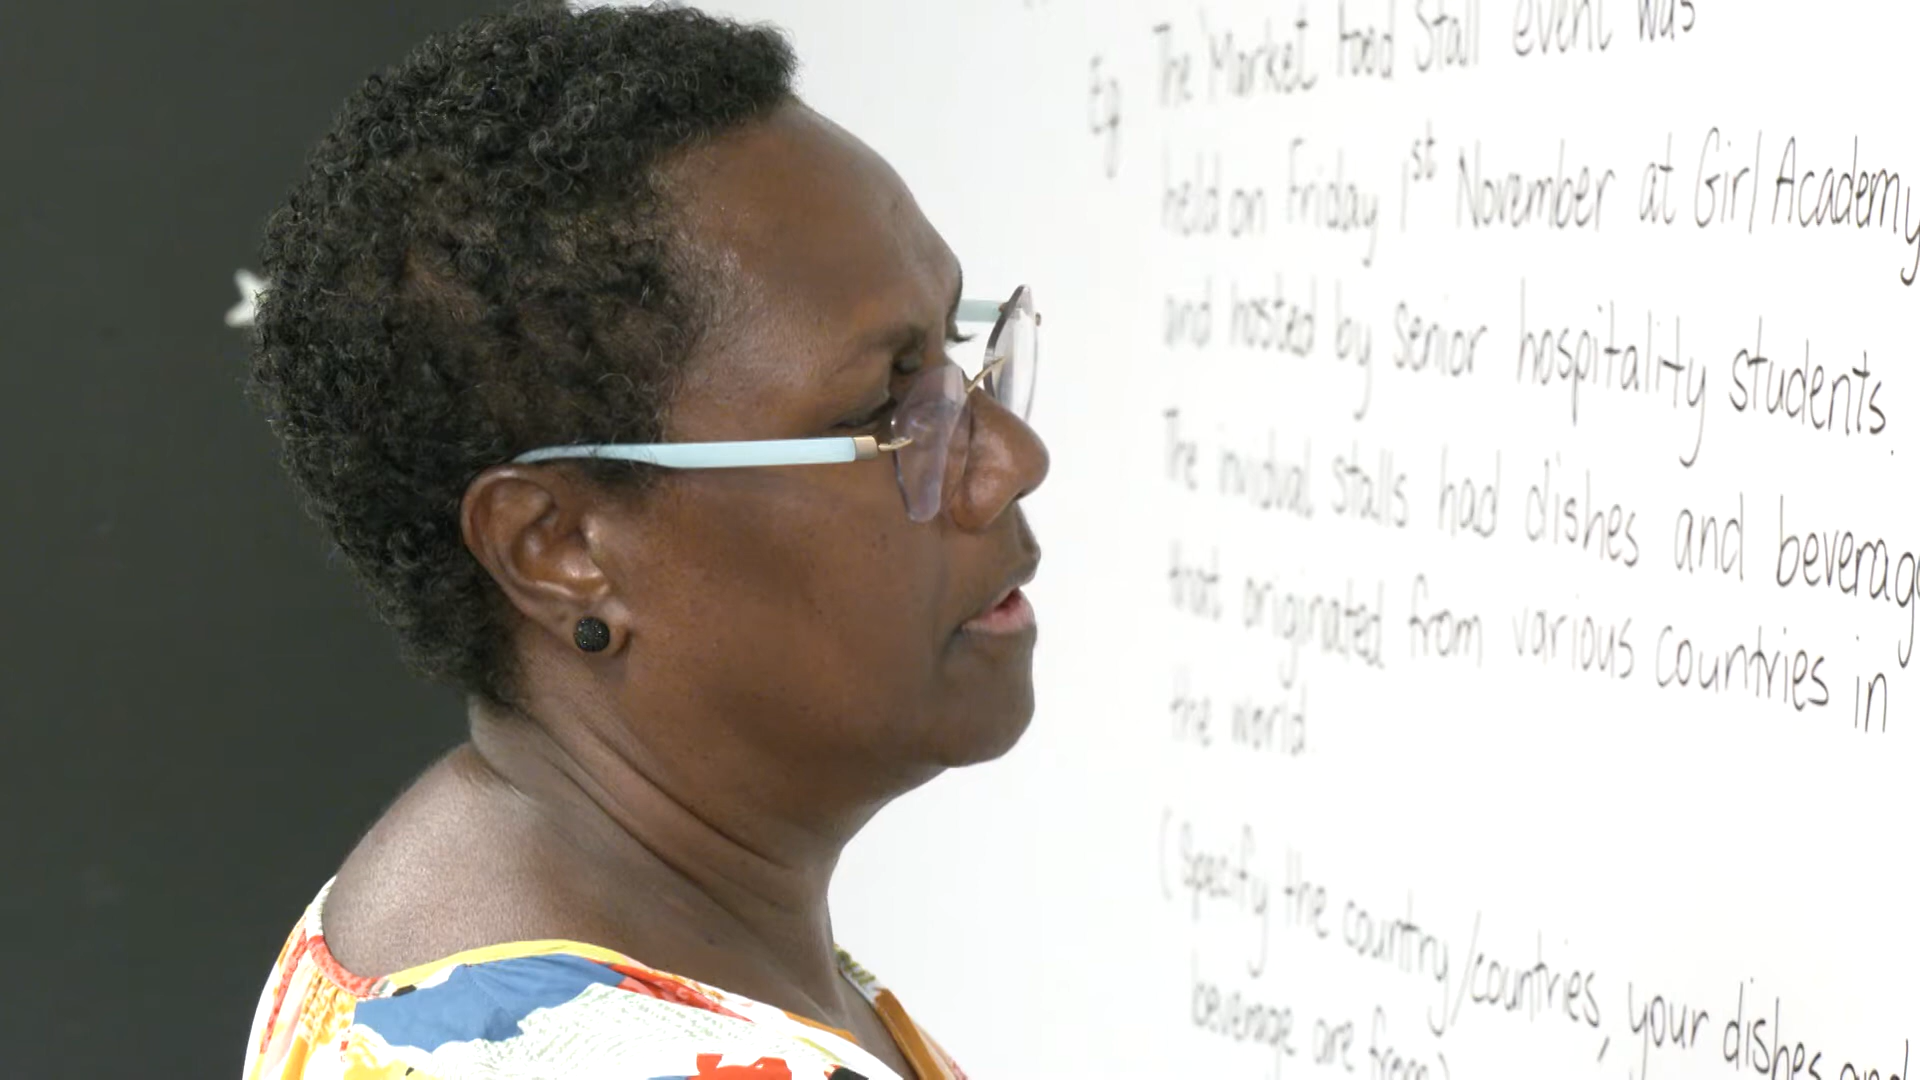 Eg The Market Food Stall event was
held on Friday 1st November at Girl Academy
and hosted by Senior hospitality students.
The invidual stalls had dishes and beverage
that originated from various countries in
the world.
(Specify the country/countries, your dishes and
beverage are from)